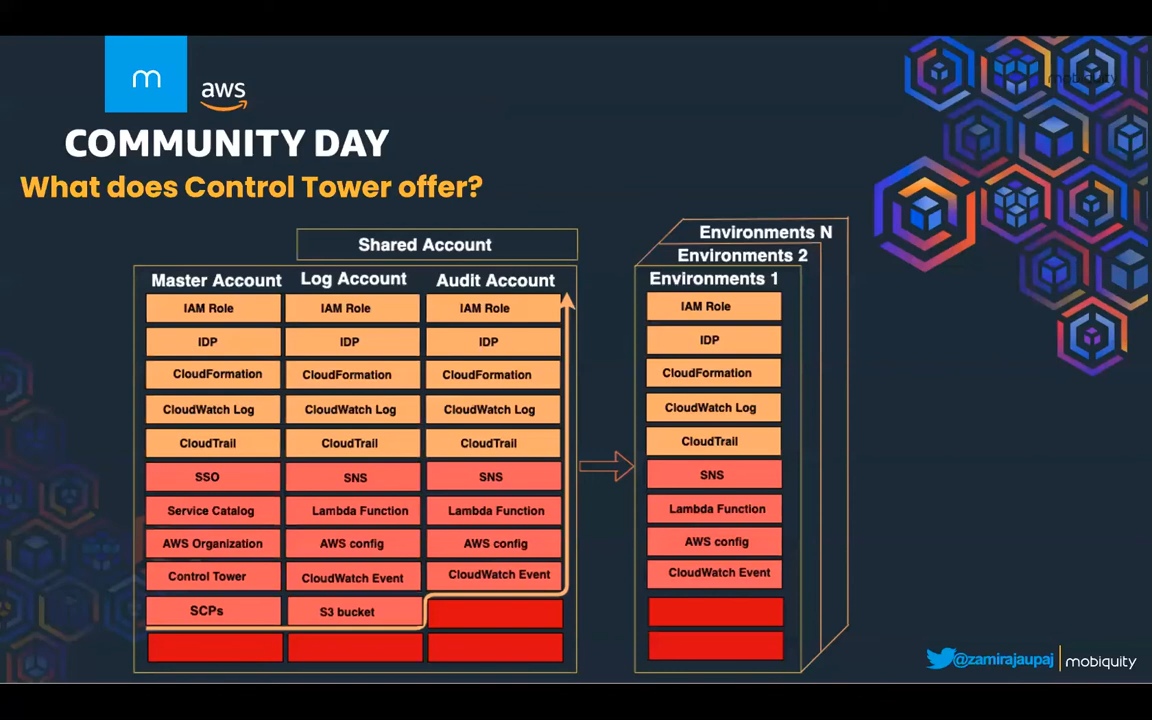 m
aws
mobiquity
COMMUNITY DAY
What does Control Tower offer?
Shared Account
Master Account
Log Account
Audit Account
IAM Role
IAM Role
IAM Role
IDP
IDP
IDP
CloudFormation
CloudFormation
CloudFormation
CloudWatch Log
CloudWatch Log
CloudWatch Log
CloudTrail
CloudTrail
CloudTrail
SSO
SNS
SNS
Service Catalog
Lambda Function
Lambda Function
AWS Organization
AWS config
AWS config
Control Tower
CloudWatch Event
CloudWatch Event
SCPs
S3 bucket
Environments N
Environments 2
Environments 1
IAM Role
IDP
CloudFormation
CloudWatch Log
CloudTrail
SNS
Lambda Function
AWS config
CloudWatch Event
@zamirajaupaj
mobiquity